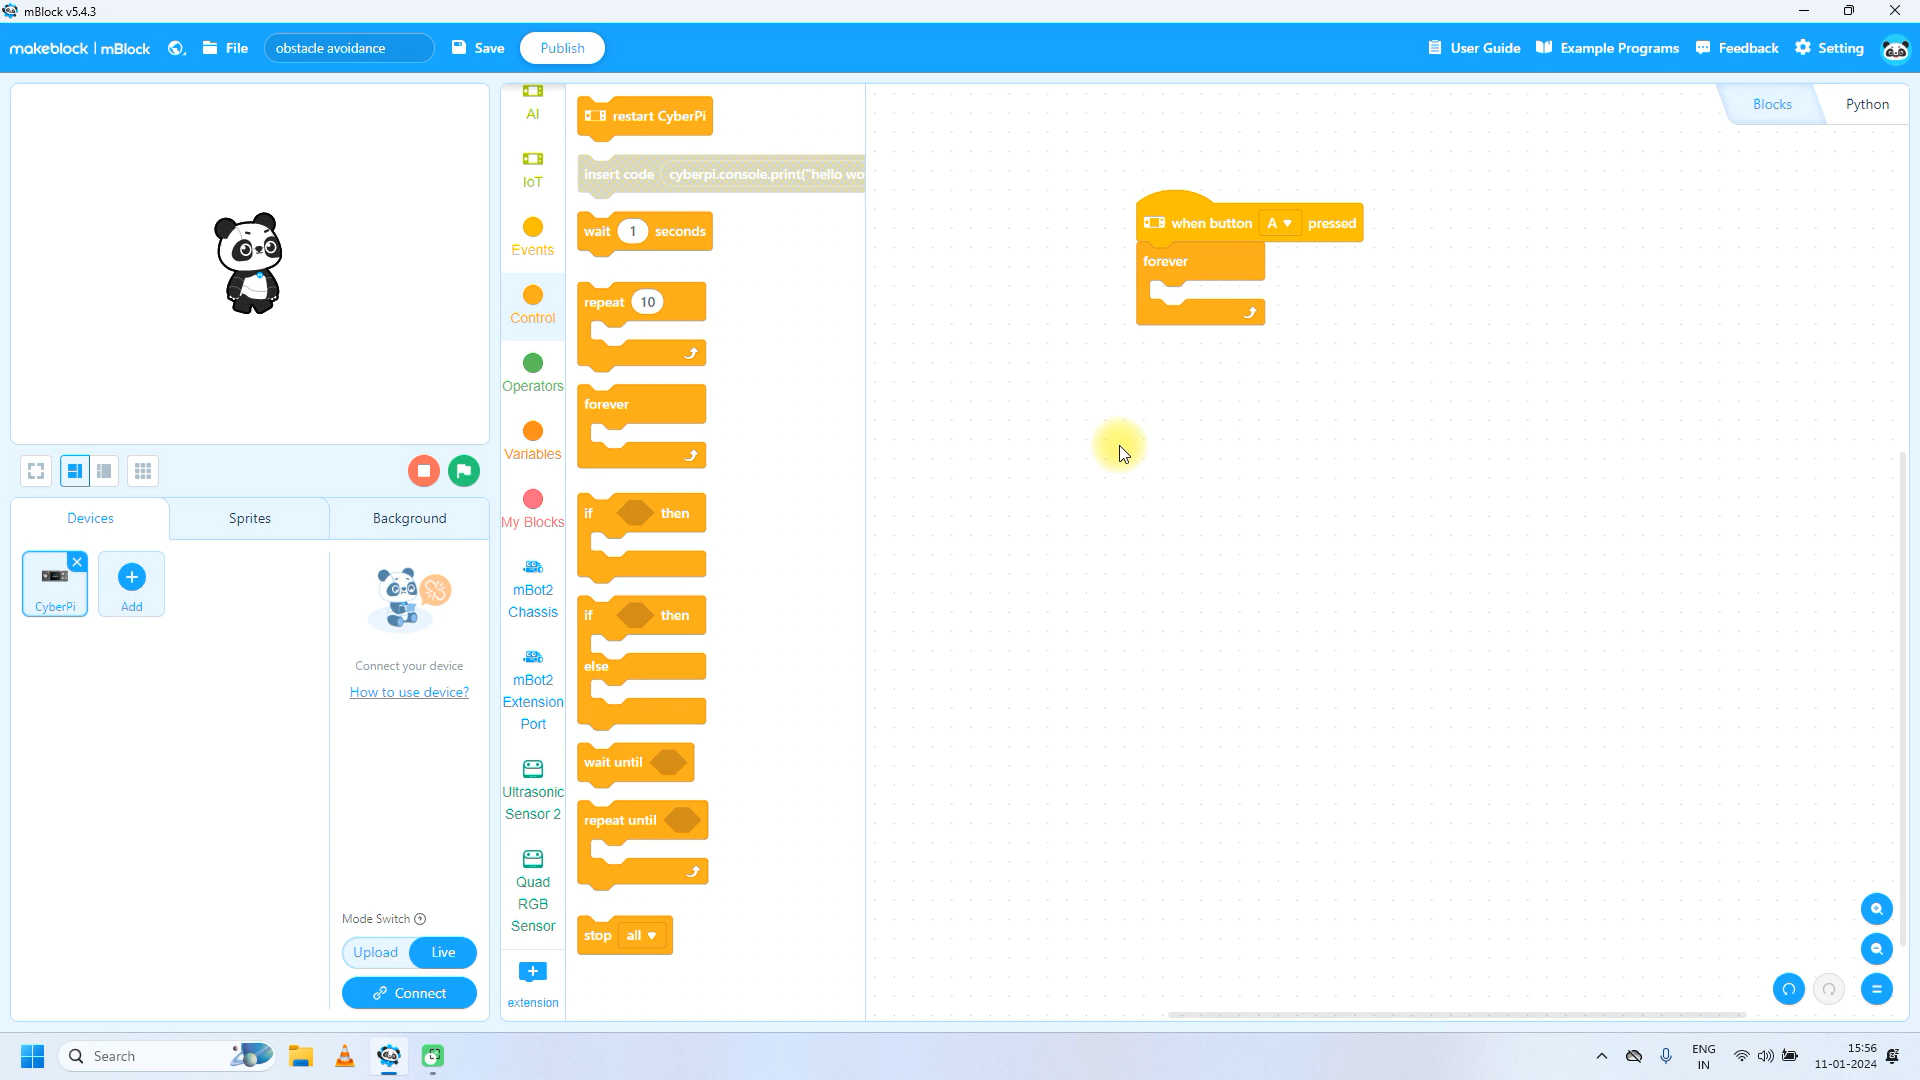 mBlock v5.4.3
makeblock | mBlock
File
obstacle avoidance
Save
Publish
User Guide
Example Programs
Feedback
Setting
Blocks
Python
AI
IoT
Events
Control
Operators
Variables
My Blocks
mBot2
Chassis
mBot2
Extension
Port
Ultrasonic
Sensor 2
Quad
RGB
Sensor
extension
restart CyberPi
insert code cyberpi.console.print("hello wo
wait 1 seconds
repeat 10
forever
if then
if then
else
wait until
repeat until
stop all
when button A pressed
forever
Devices
Sprites
Background
CyberPi
Add
Connect your device
How to use device?
Mode Switch
Upload
Live
Connect
Search
ENG
IN
15:56
11-01-2024